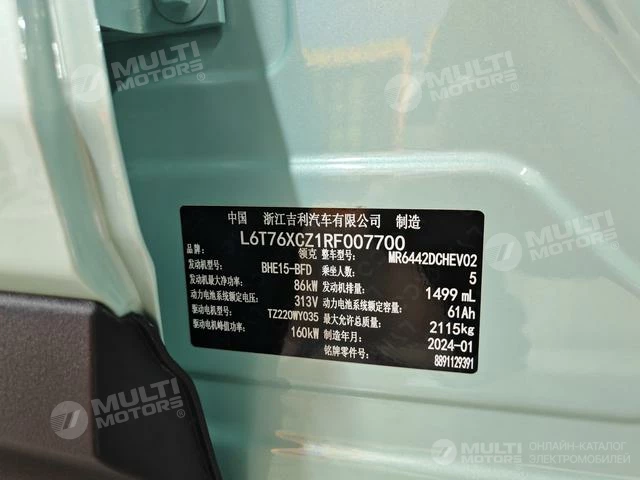 MULTI MOTORS
MULTI MOTORS
中国 浙江吉利汽车有限公司 制造
L6T76XCZ1RF007700
品牌: 领克 整车型号: MR6442DCHEV02
发动机型号: BHE15-BFD 乘坐人数: 5
发动机最大净功率: 86kW 发动机排量: 1499 mL
动力电池系统额定电压: 313V 动力电池系统额定容量: 61Ah
驱动电机型号: TZ220WY035 最大允许总质量: 2115kg
驱动电机峰值功率: 160kW 制造年月: 2024-01
铭牌零件号: 8891129391
MULTI MOTORS
MULTI MOTORS ОНЛАЙН-КАТАЛОГ
ЭЛЕКТРОМОБИЛЕЙ